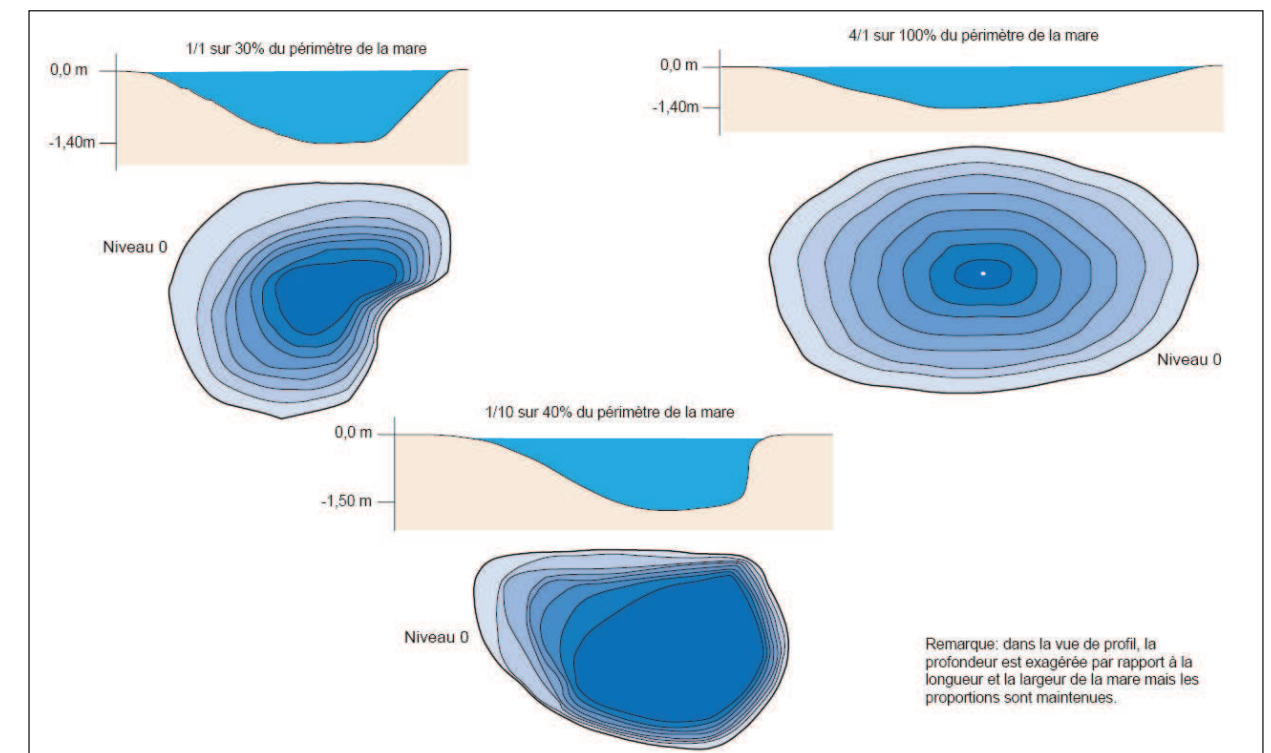 1/1 sur 30% du périmètre de la mare
0,0 m
-1,40m
Niveau 0
4/1 sur 100% du périmètre de la mare
0,0 m
-1,40m
Niveau 0
1/10 sur 40% du périmètre de la mare
0,0 m
-1,50 m
Niveau 0
Remarque: dans la vue de profil, la
profondeur est exagérée par rapport à la
longueur et la largeur de la mare mais les
proportions sont maintenues.